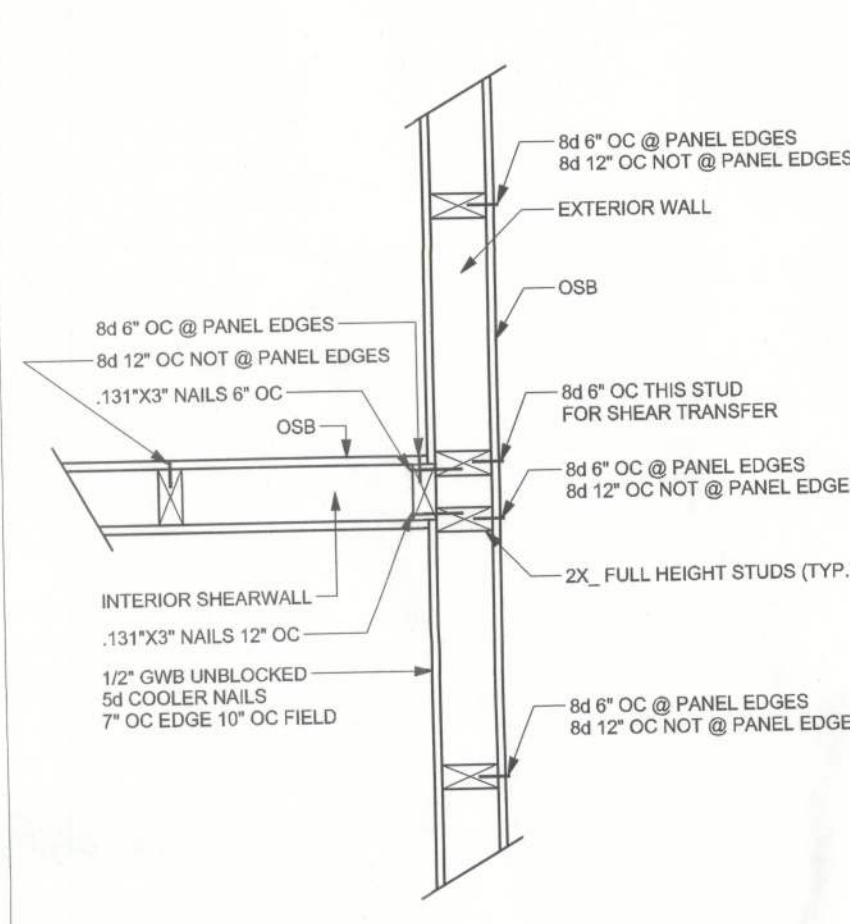 8d 6" OC @ PANEL EDGES
8d 12" OC NOT @ PANEL EDGES
EXTERIOR WALL
OSB
8d 6" OC @ PANEL EDGES
8d 12" OC NOT @ PANEL EDGES
.131"X3" NAILS 6" OC
OSB
8d 6" OC THIS STUD
FOR SHEAR TRANSFER
8d 6" OC @ PANEL EDGES
8d 12" OC NOT @ PANEL EDGE
2X_ FULL HEIGHT STUDS (TYP.
INTERIOR SHEARWALL
.131"X3" NAILS 12" OC
1/2" GWB UNBLOCKED
5d COOLER NAILS
7" OC EDGE 10" OC FIELD
8d 6" OC @ PANEL EDGES
8d 12" OC NOT @ PANEL EDGE